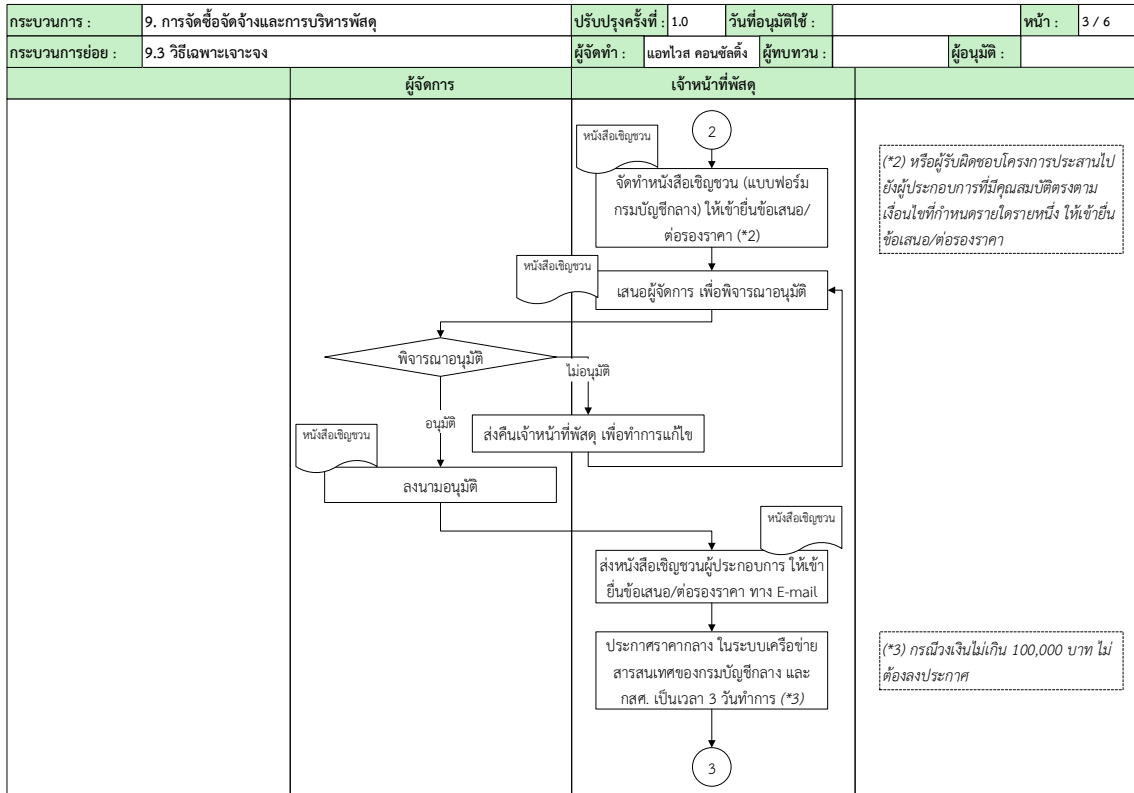 กระบวนการ : 9. การจัดซื้อจัดจ้างและการบริหารพัสดุ ปรับปรุงครั้งที่ : 1.0 วันที่อนุมัติใช้ : หน้า : 3 / 6
กระบวนการย่อย : 9.3 วิธีเฉพาะเจาะจง ผู้จัดทำ : แอทไวส คอนซัลติ้ง ผู้ทบทวน : ผู้อนุมัติ :
ผู้จัดการ เจ้าหน้าที่พัสดุ
2
หนังสือเชิญชวน
จัดทำหนังสือเชิญชวน (แบบฟอร์ม
กรมบัญชีกลาง) ให้เข้ายื่นข้อเสนอ/
ต่อรองราคา (*2)
(*2) หรือผู้รับผิดชอบโครงการประสานไป
ยังผู้ประกอบการที่มีคุณสมบัติตรงตาม
เงื่อนไขที่กำหนดรายใดรายหนึ่ง ให้เข้ายื่น
ข้อเสนอ/ต่อรองราคา
หนังสือเชิญชวน
เสนอผู้จัดการ เพื่อพิจารณาอนุมัติ
พิจารณาอนุมัติ
ไม่อนุมัติ
อนุมัติ
ส่งคืนเจ้าหน้าที่พัสดุ เพื่อทำการแก้ไข
หนังสือเชิญชวน
ลงนามอนุมัติ
หนังสือเชิญชวน
ส่งหนังสือเชิญชวนผู้ประกอบการ ให้เข้า
ยื่นข้อเสนอ/ต่อรองราคา ทาง E-mail
ประกาศราคากลาง ในระบบเครือข่าย
สารสนเทศของกรมบัญชีกลาง และ
กสศ. เป็นเวลา 3 วันทำการ (*3)
(*3) กรณีวงเงินไม่เกิน 100,000 บาท ไม่
ต้องลงประกาศ
3